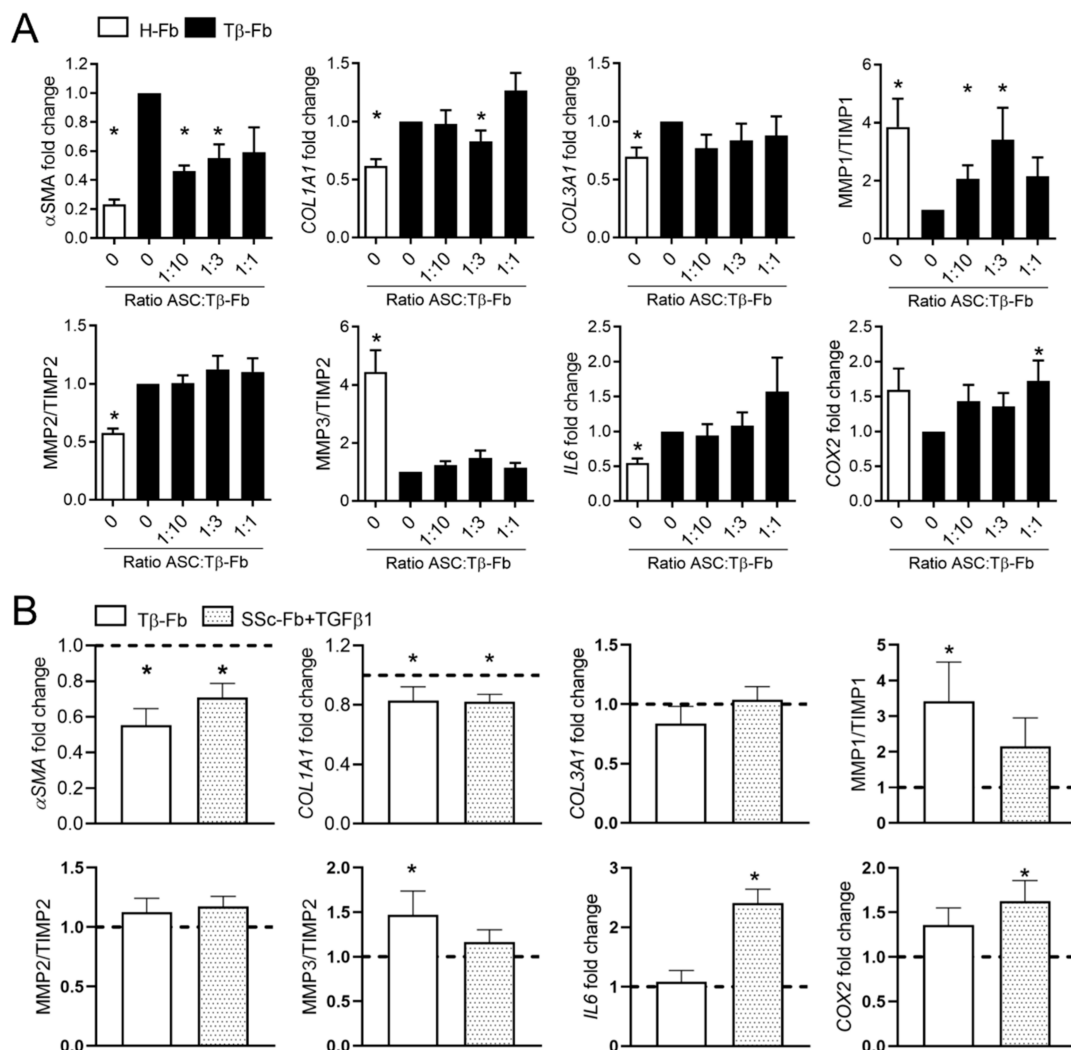 A
H-Fb Tβ-Fb
αSMA fold change
1.2
1.0
0.8
0.6
0.4
0.2
0.0
* * *
0 0 1:10 1:3 1:1
Ratio ASC:Tβ-Fb
COL1A1 fold change
1.5
1.0
0.5
0.0
* *
0 0 1:10 1:3 1:1
Ratio ASC:Tβ-Fb
COL3A1 fold change
1.5
1.0
0.5
0.0
*
0 0 1:10 1:3 1:1
Ratio ASC:Tβ-Fb
MMP1/TIMP1
6
4
2
0
* * *
0 0 1:10 1:3 1:1
Ratio ASC:Tβ-Fb
MMP2/TIMP2
1.5
1.0
0.5
0.0
*
0 0 1:10 1:3 1:1
Ratio ASC:Tβ-Fb
MMP3/TIMP2
6
4
2
0
*
0 0 1:10 1:3 1:1
Ratio ASC:Tβ-Fb
IL6 fold change
2.5
2.0
1.5
1.0
0.5
0.0
*
0 0 1:10 1:3 1:1
Ratio ASC:Tβ-Fb
COX2 fold change
2.5
2.0
1.5
1.0
0.5
0.0
*
0 0 1:10 1:3 1:1
Ratio ASC:Tβ-Fb
B
Tβ-Fb SSc-Fb+TGFβ1
αSMA fold change
1.0
0.8
0.6
0.4
0.2
0.0
* *
COL1A1 fold change
1.2
0.8
0.4
0.0
* *
COL3A1 fold change
1.5
1.0
0.5
0.0
MMP1/TIMP1
5
4
3
2
1
0
*
MMP2/TIMP2
1.5
1.0
0.5
0.0
MMP3/TIMP2
2.0
1.5
1.0
0.5
0.0
*
IL6 fold change
3
2
1
0
*
COX2 fold change
2.0
1.5
1.0
0.5
0.0
*